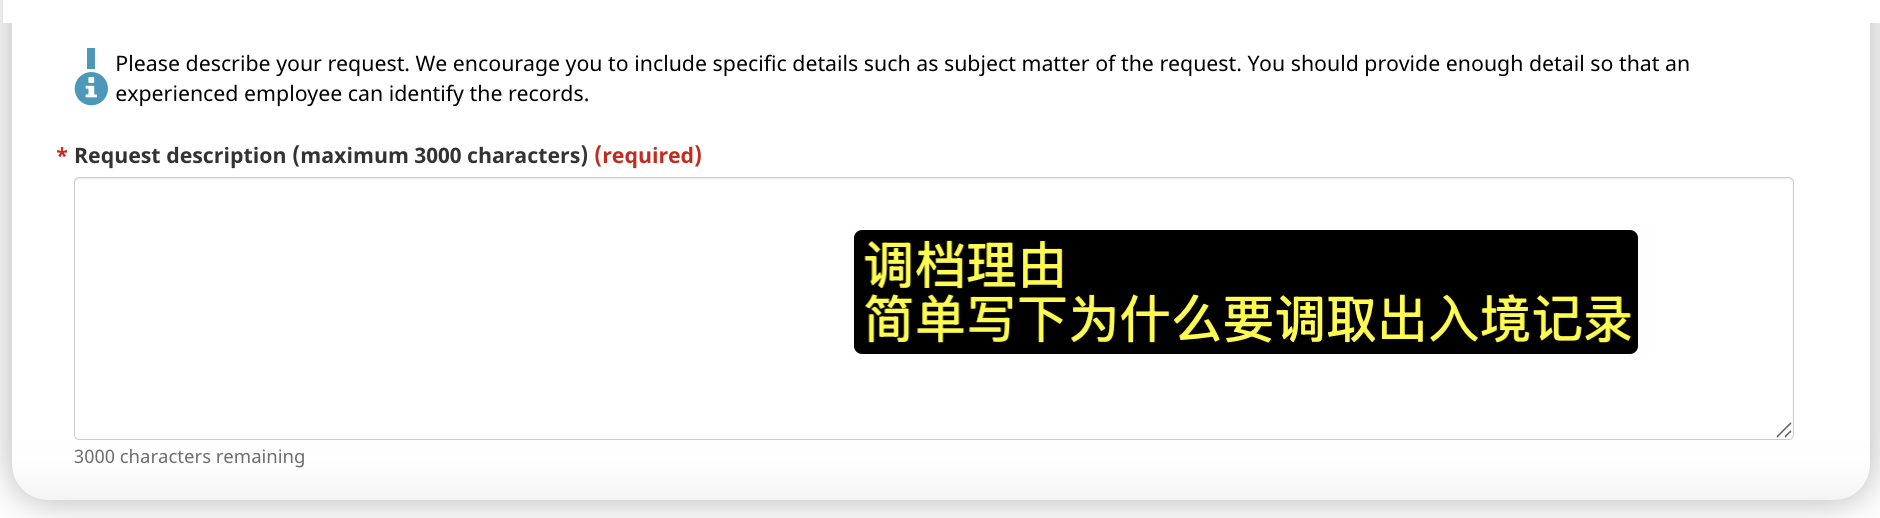 Please describe your request. We encourage you to include specific details such as subject matter of the request. You should provide enough detail so that an
experienced employee can identify the records.
* Request description (maximum 3000 characters) (required)
调档理由
简单写下为什么要调取出入境记录
3000 characters remaining